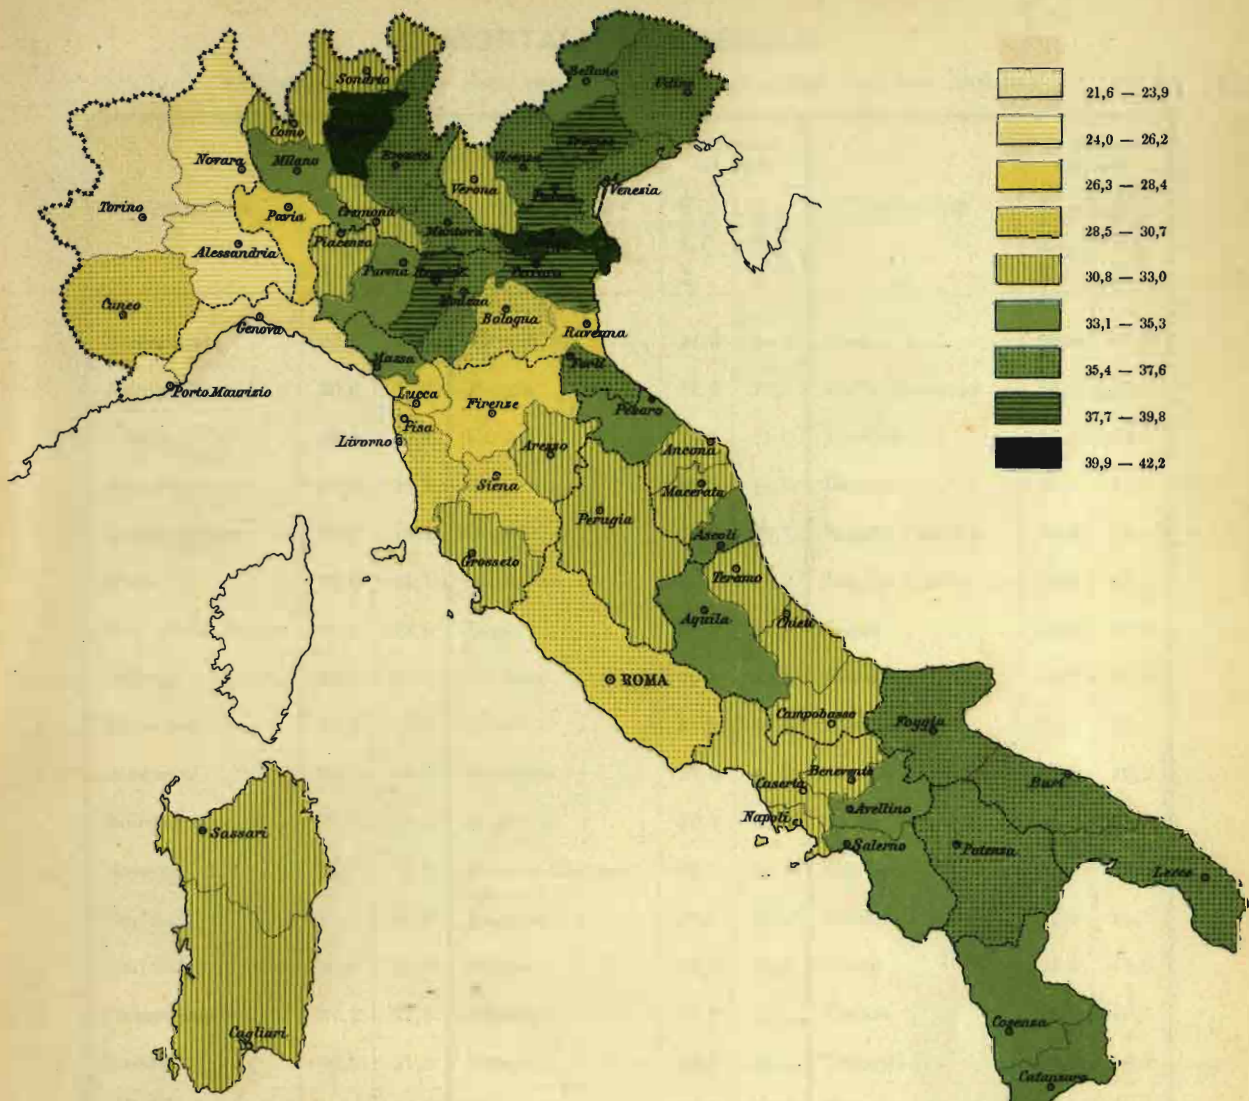 21,6 — 23,9
24,0 — 26,2
26,3 — 28,4
28,5 — 30,7
30,8 — 33,0
33,1 — 35,3
35,4 — 37,6
37,7 — 39,8
39,9 — 42,2
Sondrio
Belluno
Udine
Como
Novara
Milano
Brescia
Vicenza
Treviso
Verona
Venezia
Torino
Pavia
Cremona
Piacenza
Mantova
Alessandria
Parma
Ferrara
Modena
Cuneo
Genova
Bologna
Ravenna
Massa
Forlì
Porto Maurizio
Lucca
Firenze
Pesaro
Pisa
Livorno
Arezzo
Ancona
Siena
Macerata
Perugia
Ascoli
Grosseto
Teramo
Aquila
Chieti
ROMA
Campobasso
Foggia
Caserta
Benevento
Bari
Napoli
Avellino
Sassari
Salerno
Potenza
Lecce
Cagliari
Cosenza
Catanzaro